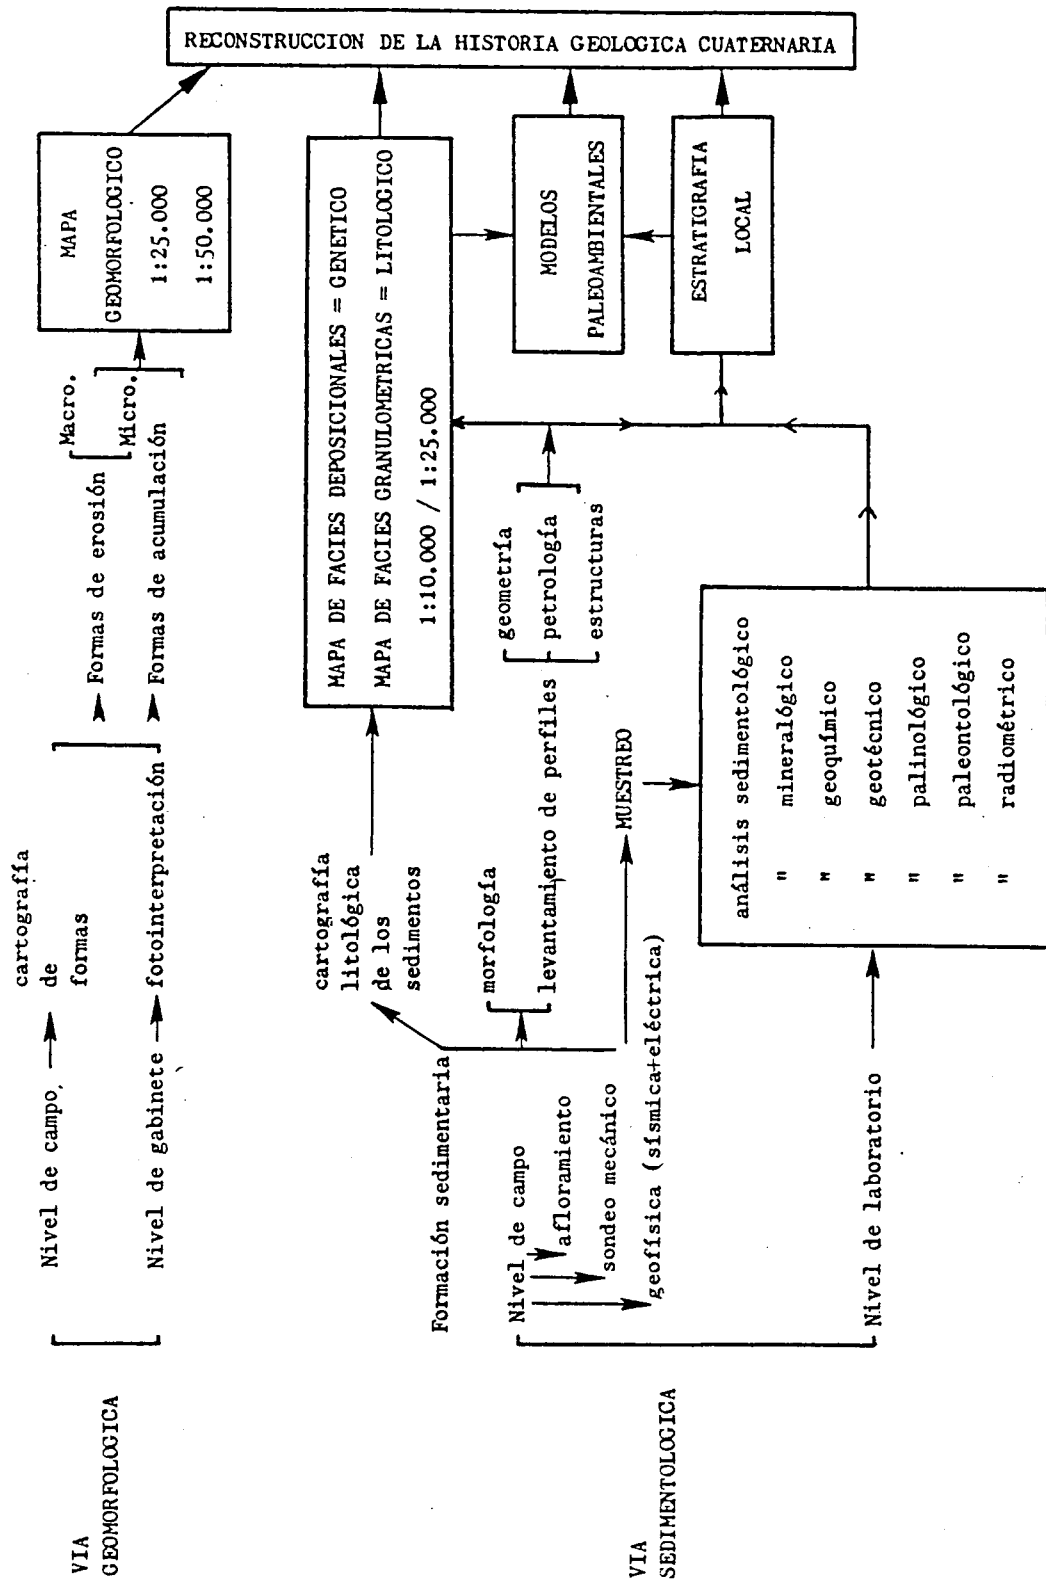 RECONSTRUCCION DE LA HISTORIA GEOLOGICA CUATERNARIA
VIA
GEOMORFOLOGICA
Nivel de campo
cartografía
de
formas
Nivel de gabinete
fotointerpretación
Formas de erosión
Formas de acumulación
Macro.
Micro.
MAPA
GEOMORFOLOGICO
1:25.000
1:50.000
VIA
SEDIMENTOLOGICA
Formación sedimentaria
Nivel de campo
afloramiento
sondeo mecánico
geofísica (sísmica+eléctrica)
cartografía
litológica
de los
sedimentos
morfología
levantamiento de perfiles
MUESTREO
geometría
petrología
estructuras
MAPA DE FACIES DEPOSICIONALES = GENETICO
MAPA DE FACIES GRANULOMETRICAS = LITOLOGICO
1:10.000 / 1:25.000
MODELOS
PALEOAMBIENTALES
ESTRATIGRAFIA
LOCAL
Nivel de laboratorio
análisis sedimentológico
" mineralógico
" geoquímico
" geotécnico
" palinológico
" paleontológico
" radiométrico